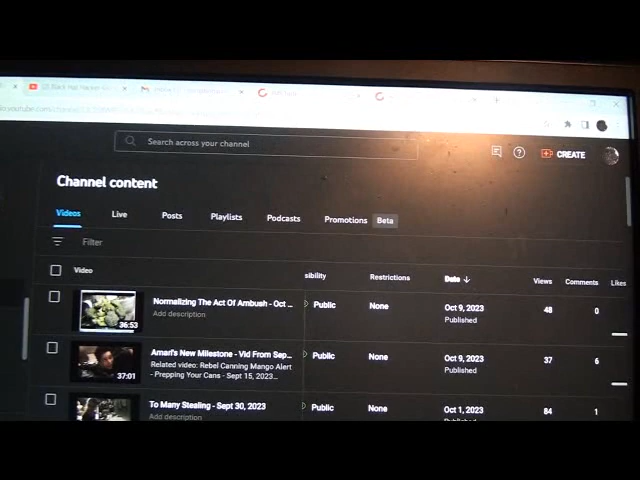 Search across your channel
CREATE
Channel content
Videos Live Posts Playlists Podcasts Promotions Beta
Filter
Video sibility Restrictions Date ↓ Views Comments Likes
36:53 Normalizing The Act Of Ambush - Oct ... Public None Oct 9, 2023 48 0
Add description Published
37:01 Amari's New Milestone - Vid From Sep... Public None Oct 9, 2023 37 6
Related video: Rebel Canning Mango Alert Published
- Prepping Your Cans - Sept 15, 2023...
To Many Stealing - Sept 30, 2023 Public None Oct 1, 2023 84 1
Add description Published